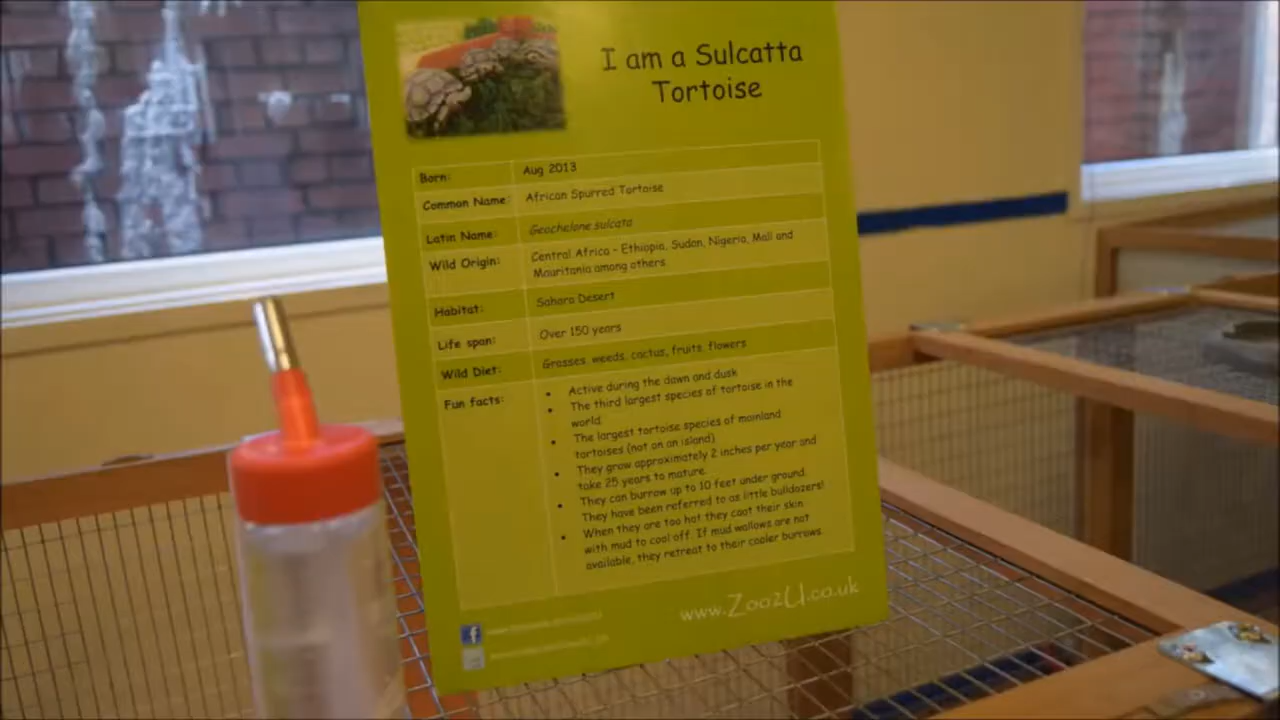 I am a Sulcatta
Tortoise
Born: Aug 2013
Common Name: African Spurred Tortoise
Latin Name: Geochelone sulcata
Wild Origin: Central Africa - Ethiopia, Sudan, Nigeria, Mali and
Mauritania among others
Habitat: Sahara Desert
Life span: Over 150 years
Wild Diet: Grasses, weeds, cactus, fruits, flowers
Fun facts:
• Active during the dawn and dusk
• The third largest species of tortoise in the
world.
• The largest tortoise species of mainland
tortoises (not on an island)
• They grow approximately 2 inches per year and
take 25 years to mature.
• They can burrow up to 10 feet under ground.
They have been referred to as little bulldozers!
• When they are too hot they coat their skin
with mud to cool off. If mud wallows are not
available, they retreat to their cooler burrows.
www.Zoo2U.co.uk
f